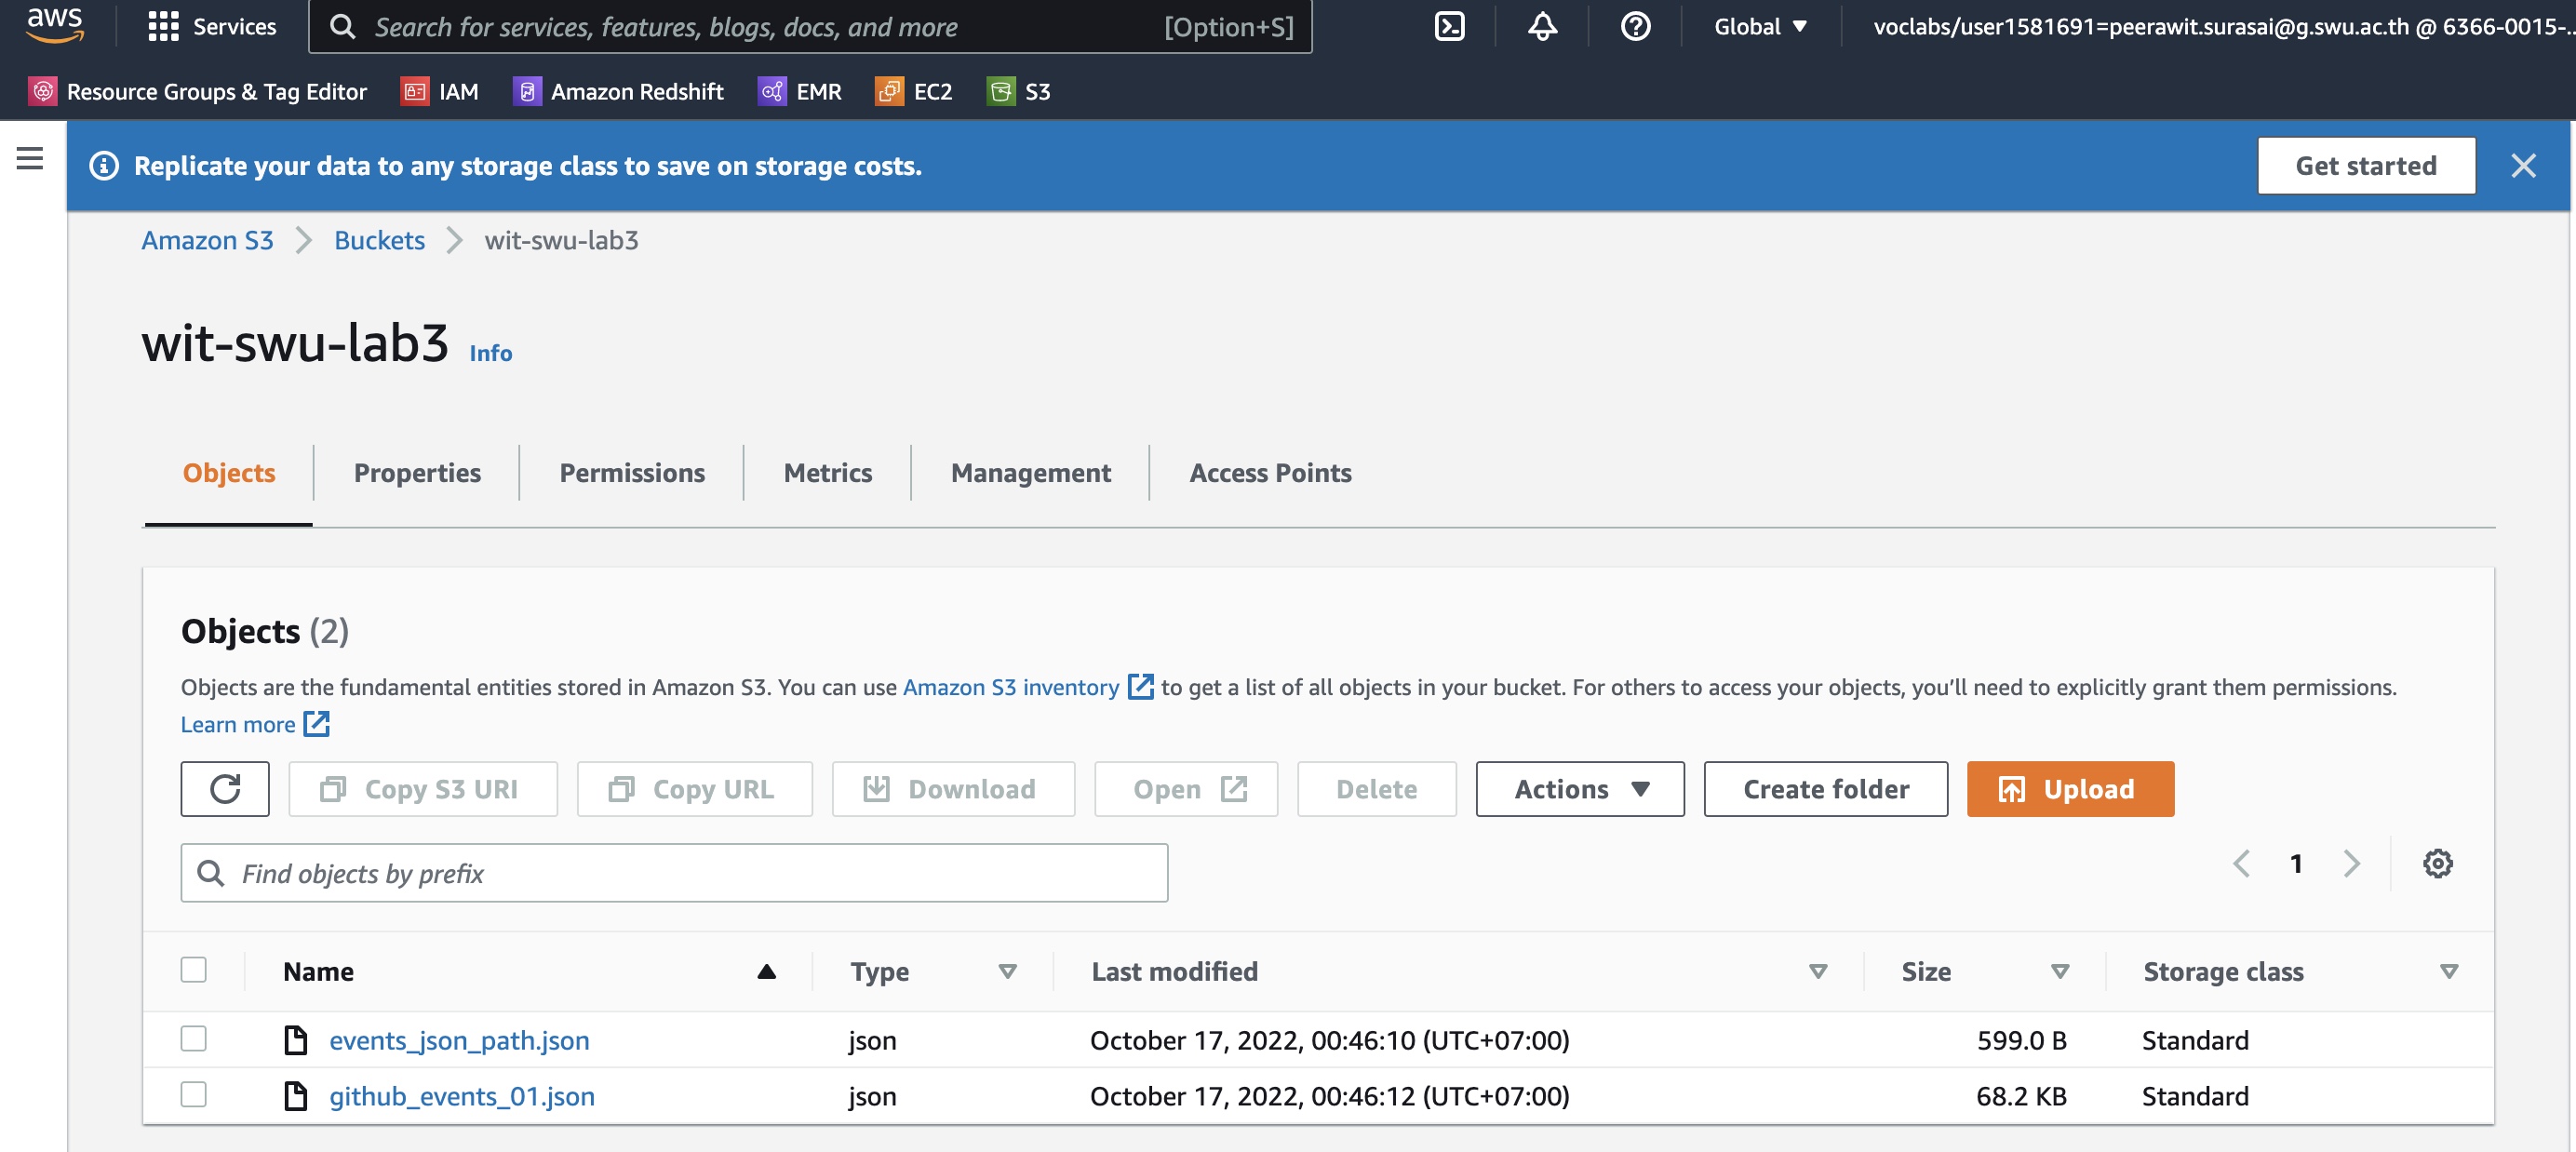 aws Services Search for services, features, blogs, docs, and more [Option+S] Global voclabs/user1581691=peerawit.surasai@g.swu.ac.th @ 6366-0015-...
Resource Groups & Tag Editor IAM Amazon Redshift EMR EC2 S3
Replicate your data to any storage class to save on storage costs. Get started
Amazon S3 Buckets wit-swu-lab3
wit-swu-lab3 Info
Objects Properties Permissions Metrics Management Access Points
Objects (2)
Objects are the fundamental entities stored in Amazon S3. You can use Amazon S3 inventory to get a list of all objects in your bucket. For others to access your objects, you’ll need to explicitly grant them permissions.
Learn more
Copy S3 URI Copy URL Download Open Delete Actions Create folder Upload
Find objects by prefix 1
Name Type Last modified Size Storage class
events_json_path.json json October 17, 2022, 00:46:10 (UTC+07:00) 599.0 B Standard
github_events_01.json json October 17, 2022, 00:46:12 (UTC+07:00) 68.2 KB Standard